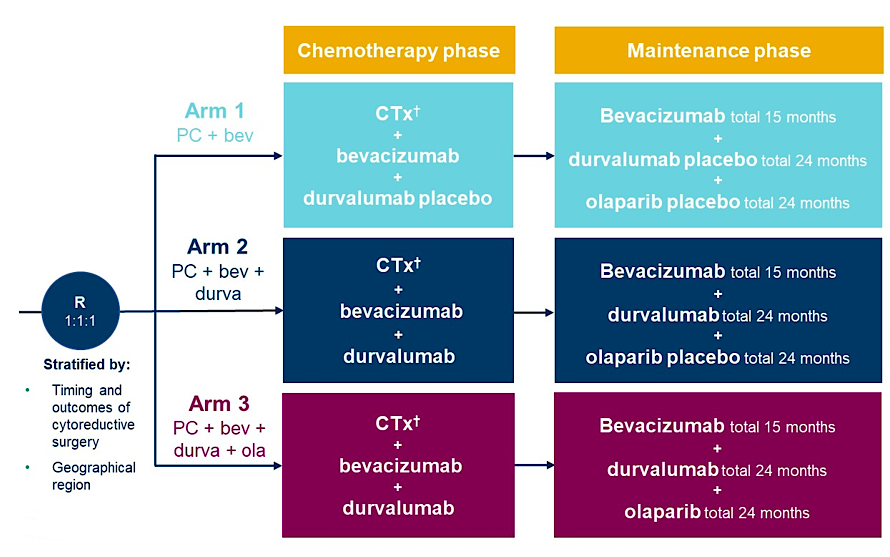 Chemotherapy phase
Maintenance phase
Arm 1
PC + bev
CTx†
+
bevacizumab
+
durvalumab placebo
Bevacizumab total 15 months
+
durvalumab placebo total 24 months
+
olaparib placebo total 24 months
Arm 2
PC + bev +
durva
CTx†
+
bevacizumab
+
durvalumab
Bevacizumab total 15 months
+
durvalumab total 24 months
+
olaparib placebo total 24 months
R
1:1:1
Stratified by:
• Timing and
outcomes of
cytoreductive
surgery
• Geographical
region
Arm 3
PC + bev +
durva + ola
CTx†
+
bevacizumab
+
durvalumab
Bevacizumab total 15 months
+
durvalumab total 24 months
+
olaparib total 24 months